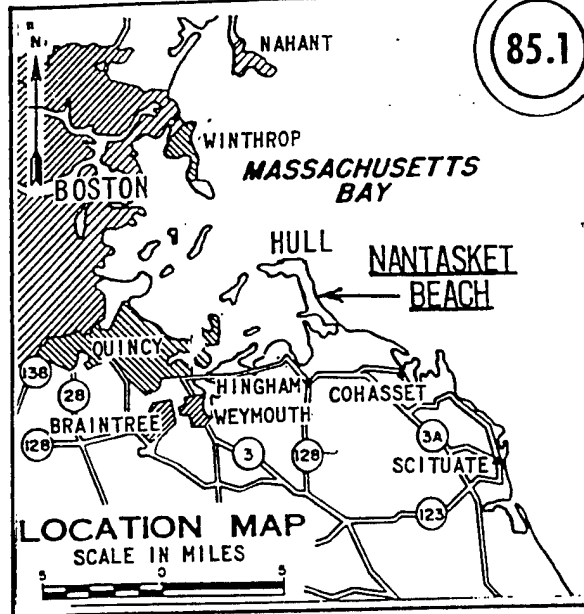 85.1
N
NAHANT
WINTHROP
MASSACHUSETTS
BAY
BOSTON
HULL
NANTASKET
BEACH
QUINCY
138
28
HINGHAM
COHASSET
BRAINTREE
WEYMOUTH
128
3
128
3A
SCITUATE
123
LOCATION MAP
SCALE IN MILES
5 0 5